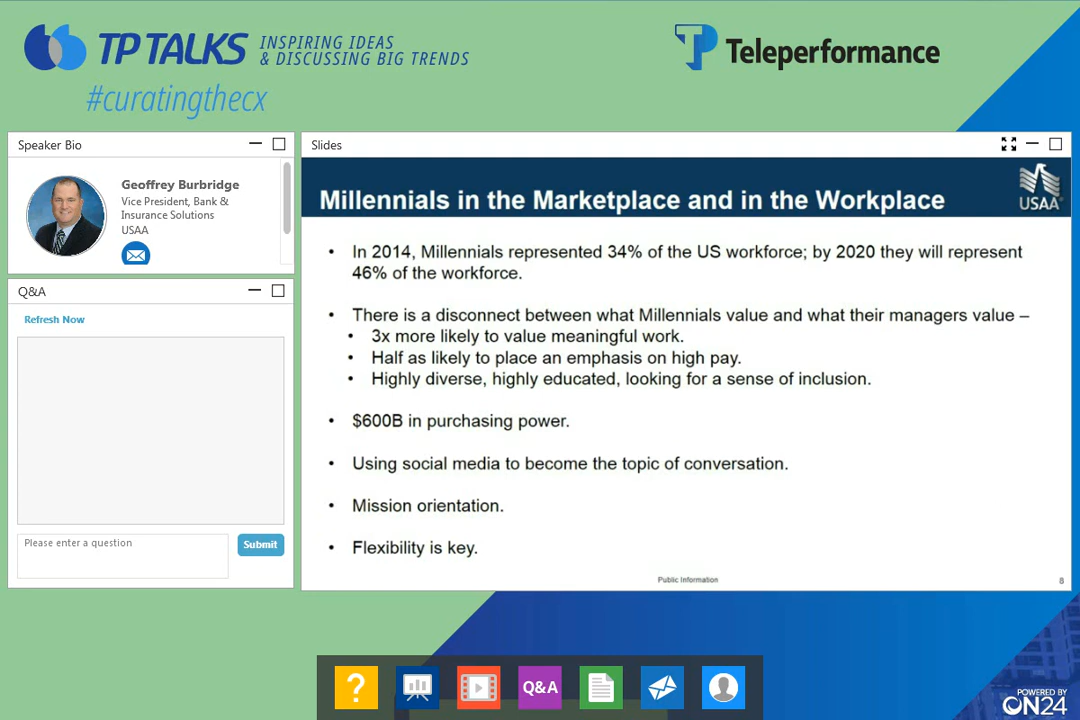 TP TALKS INSPIRING IDEAS
& DISCUSSING BIG TRENDS
#curatingthecx
Teleperformance
Speaker Bio
Geoffrey Burbridge
Vice President, Bank &
Insurance Solutions
USAA
Q&A
Refresh Now
Please enter a question
Submit
Slides
Millennials in the Marketplace and in the Workplace
USAA®
• In 2014, Millennials represented 34% of the US workforce; by 2020 they will represent
46% of the workforce.
• There is a disconnect between what Millennials value and what their managers value –
• 3x more likely to value meaningful work.
• Half as likely to place an emphasis on high pay.
• Highly diverse, highly educated, looking for a sense of inclusion.
• $600B in purchasing power.
• Using social media to become the topic of conversation.
• Mission orientation.
• Flexibility is key.
Public Information
8
?
Q&A
POWERED BY
ON24